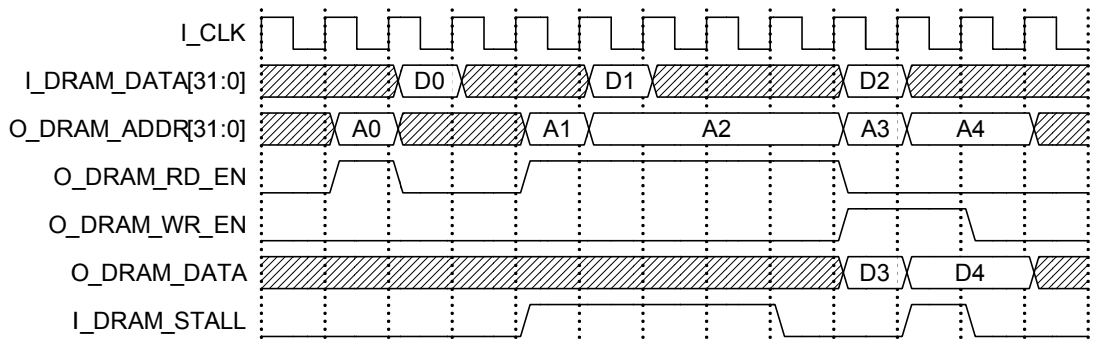 I_CLK
I_DRAM_DATA[31:0] D0 D1 D2
O_DRAM_ADDR[31:0] A0 A1 A2 A3 A4
O_DRAM_RD_EN
O_DRAM_WR_EN
O_DRAM_DATA D3 D4
I_DRAM_STALL